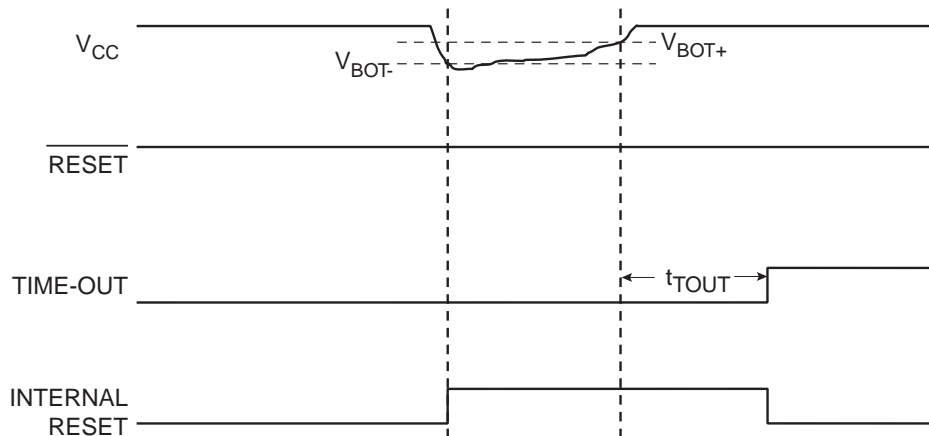 VCC
VBOT-
VBOT+
RESET
TIME-OUT
tTOUT
INTERNAL
RESET